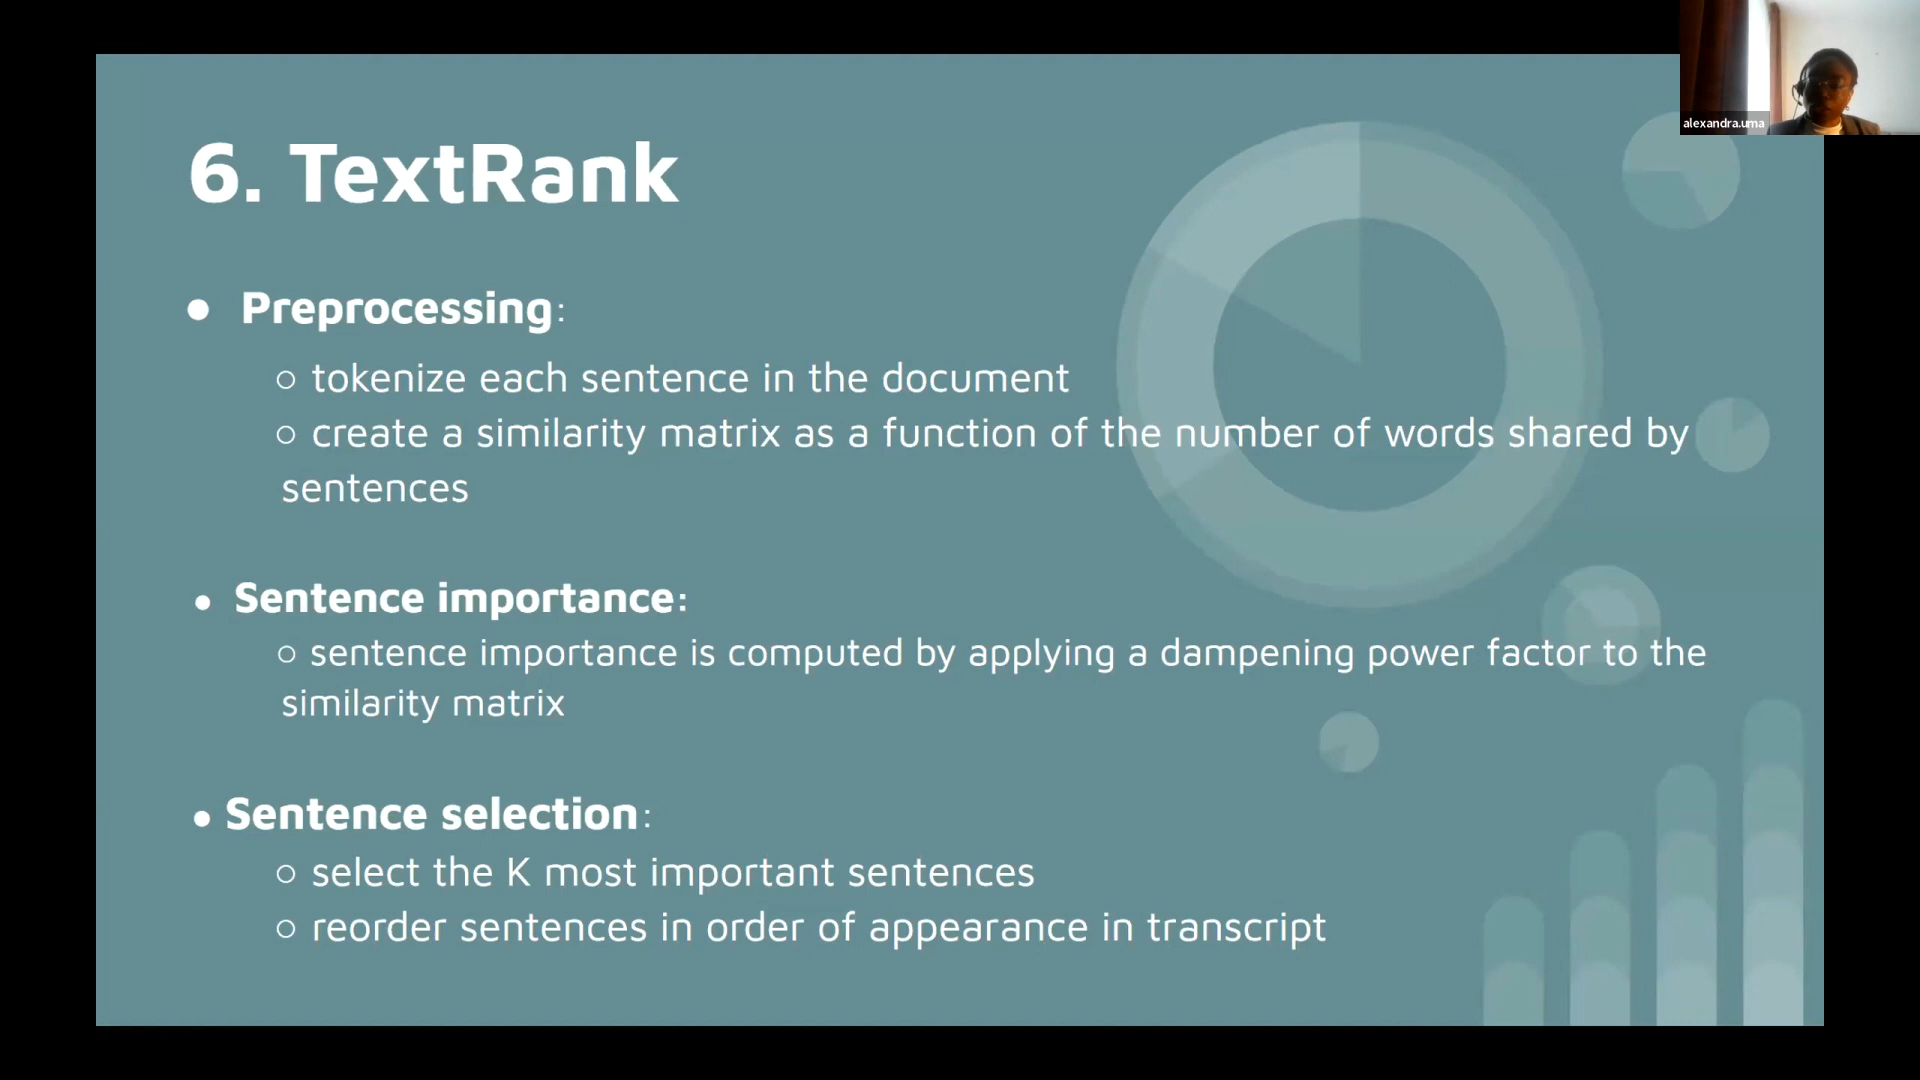 alexandra.uma
6. TextRank
● Preprocessing:
○ tokenize each sentence in the document
○ create a similarity matrix as a function of the number of words shared by
sentences
● Sentence importance:
○ sentence importance is computed by applying a dampening power factor to the
similarity matrix
● Sentence selection:
○ select the K most important sentences
○ reorder sentences in order of appearance in transcript